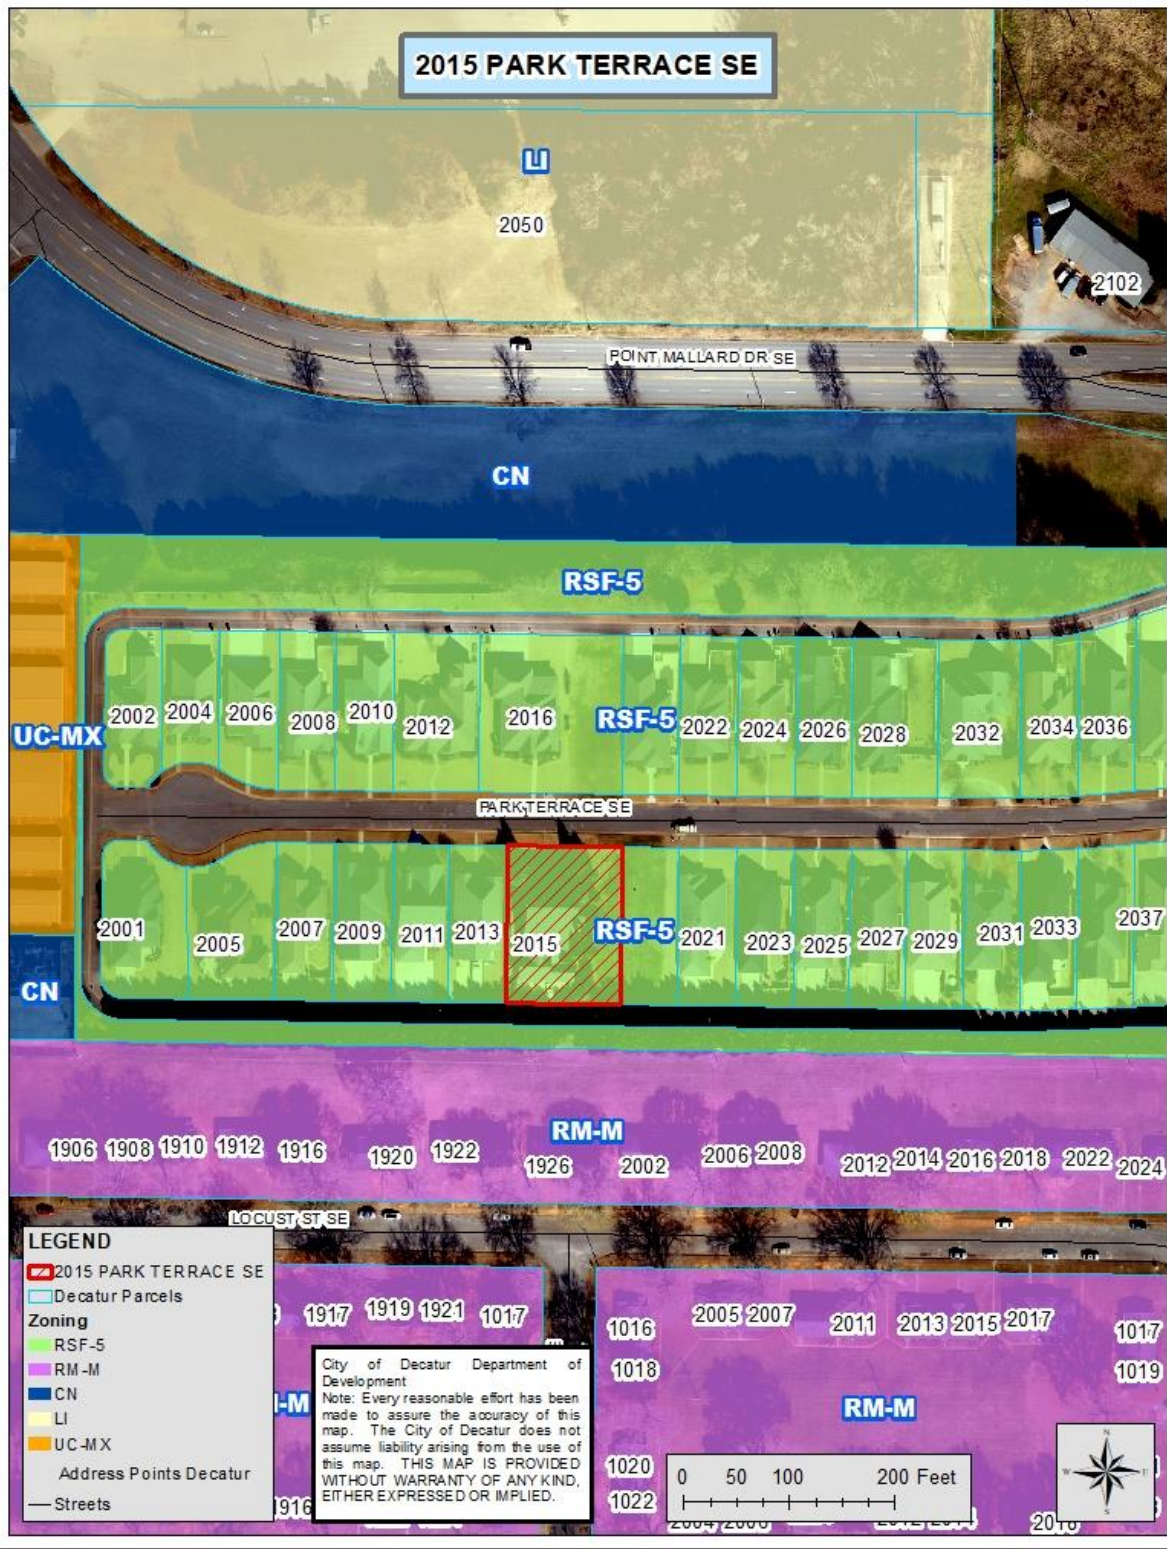 2015 PARK TERRACE SE
LI
2050
2102
POINT MALLARD DR SE
CN
RSF-5
UC-MX
2002 2004 2006 2008 2010 2012 2016 RSF-5 2022 2024 2026 2028 2032 2034 2036
PARK TERRACE SE
2001 2005 2007 2009 2011 2013 2015 RSF-5 2021 2023 2025 2027 2029 2031 2033 2037
CN
RM-M
1906 1908 1910 1912 1916 1920 1922 1926 2002 2006 2008 2012 2014 2016 2018 2022 2024
LOCUST ST SE
1917 1919 1921 1017
1016 2005 2007 2011 2013 2015 2017 1017
1018 1019
RM-M
1020
1022
1916
2018
LEGEND
2015 PARK TERRACE SE
Decatur Parcels
Zoning
RSF-5
RM-M
CN
LI
UC-MX
Address Points Decatur
Streets
City of Decatur Department of
Development
Note: Every reasonable effort has been
made to assure the accuracy of this
map. The City of Decatur does not
assume liability arising from the use of
this map. THIS MAP IS PROVIDED
WITHOUT WARRANTY OF ANY KIND,
EITHER EXPRESSED OR IMPLIED.
0 50 100 200 Feet
N
W
S